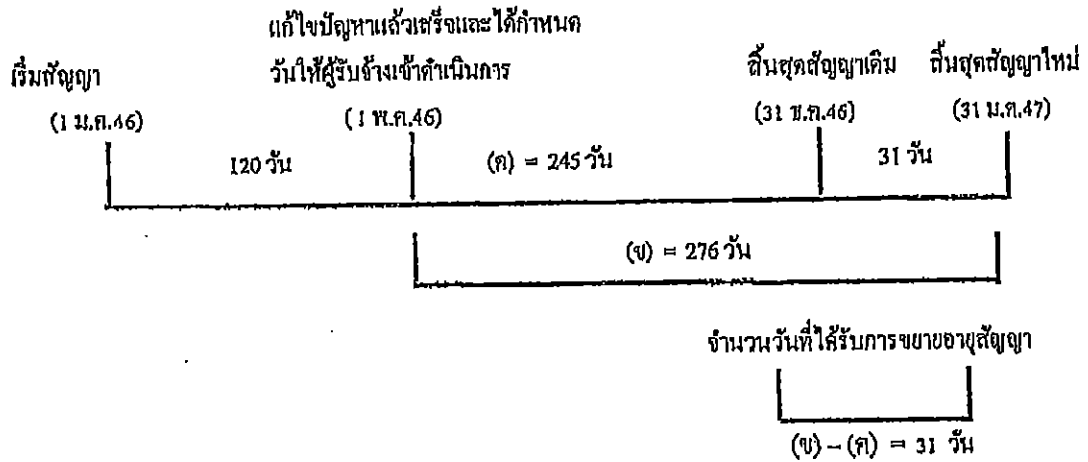 แก้ไขปัญหาแล้วเสร็จและได้กำหนด
วันให้ผู้รับจ้างเข้าดำเนินการ
เริ่มสัญญา
สิ้นสุดสัญญาเดิม
สิ้นสุดสัญญาใหม่
(1 ม.ค.46)
(1 พ.ค.46)
(31 ธ.ค.46)
(31 ม.ค.47)
120 วัน
(ค) = 245 วัน
31 วัน
(ข) = 276 วัน
จำนวนวันที่ได้รับการขยายอายุสัญญา
(ข) – (ค) = 31 วัน